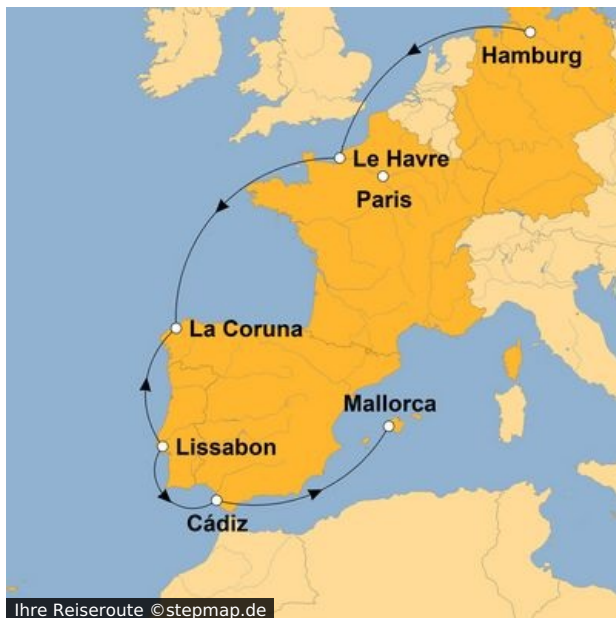 Hamburg
Le Havre
Paris
La Coruna
Mallorca
Lissabon
Cádiz
Ihre Reiseroute ©stepmap.de